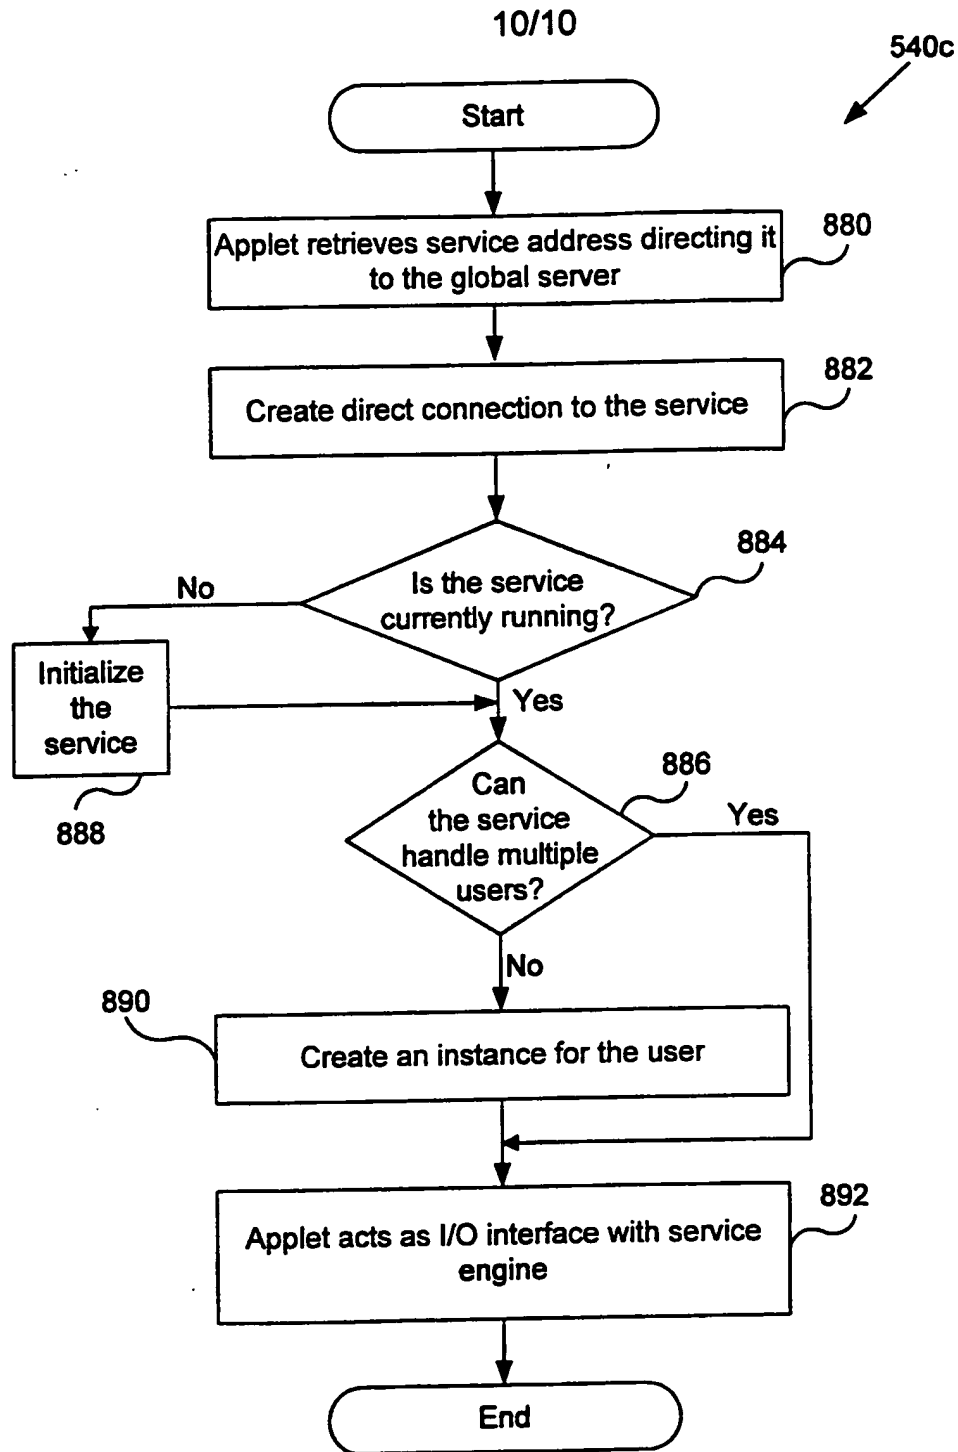 10/10
540c
Start
Applet retrieves service address directing it
to the global server
880
882
Create direct connection to the service
884
Is the service
currently running?
No
Initialize
the
service
888
Yes
886
Can
the service
handle multiple
users?
Yes
No
890
Create an instance for the user
892
Applet acts as I/O interface with service
engine
End